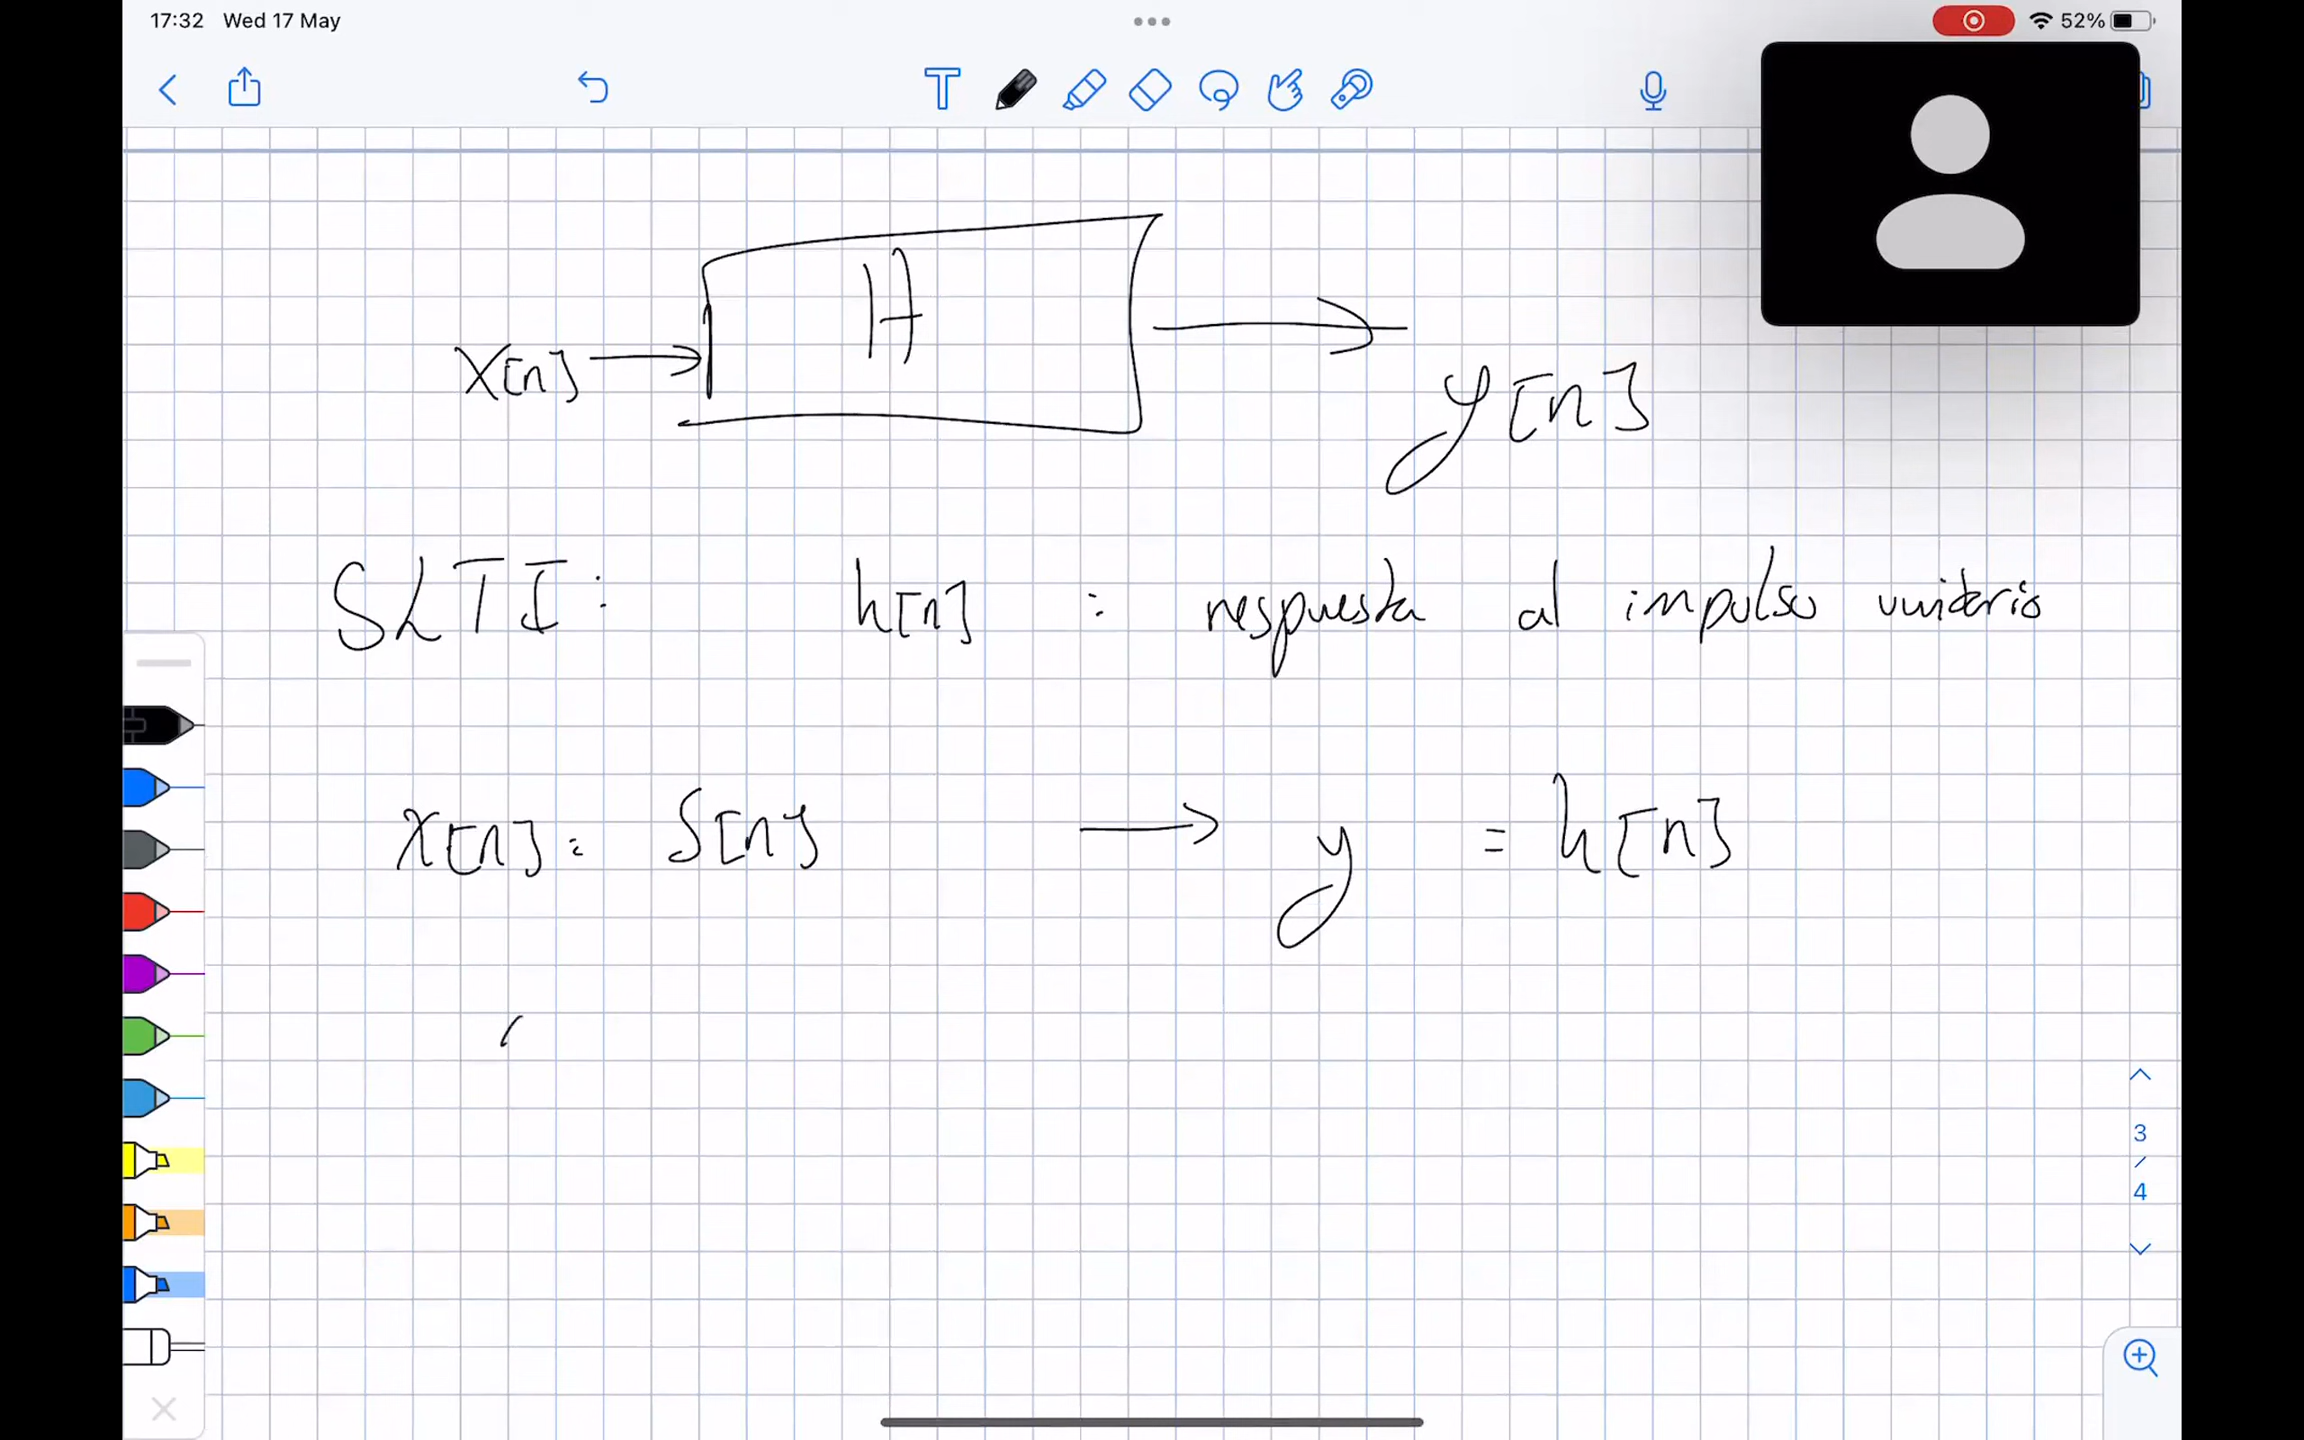 17:32 Wed 17 May
52%
T
H
x[n]
y[n]
SLTI: h[n] : respuesta al impulso unitario
x[n] = δ[n] → y = h[n]
3
/
4